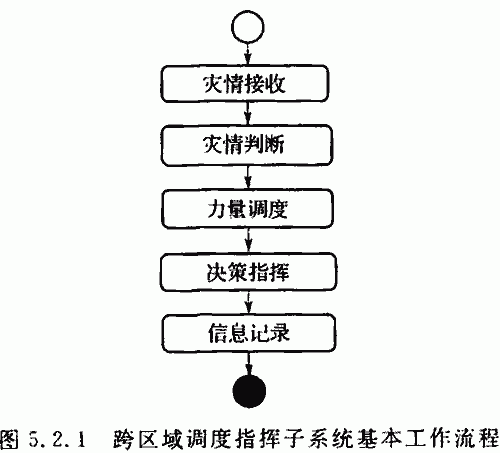 灾情接收
灾情判断
力量调度
决策指挥
信息记录
图 5.2.1 跨区域调度指挥子系统基本工作流程